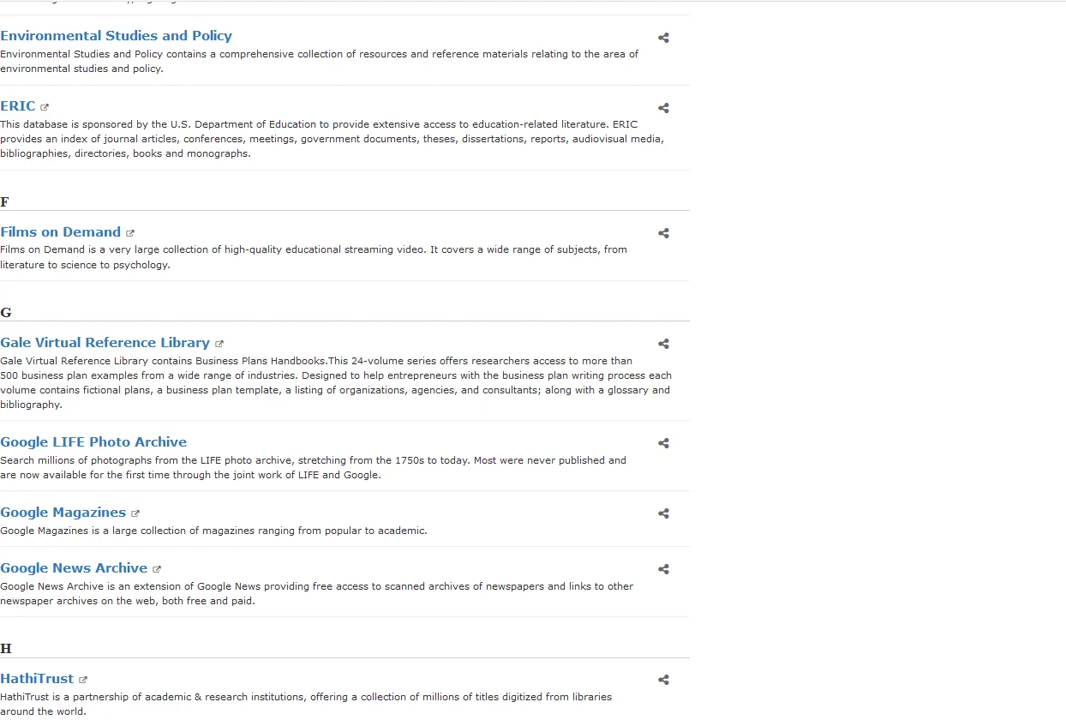 Environmental Studies and Policy
Environmental Studies and Policy contains a comprehensive collection of resources and reference materials relating to the area of
environmental studies and policy.
ERIC
This database is sponsored by the U.S. Department of Education to provide extensive access to education-related literature. ERIC
provides an index of journal articles, conferences, meetings, government documents, theses, dissertations, reports, audiovisual media,
bibliographies, directories, books and monographs.
F
Films on Demand
Films on Demand is a very large collection of high-quality educational streaming video. It covers a wide range of subjects, from
literature to science to psychology.
G
Gale Virtual Reference Library
Gale Virtual Reference Library contains Business Plans Handbooks.This 24-volume series offers researchers access to more than
500 business plan examples from a wide range of industries. Designed to help entrepreneurs with the business plan writing process each
volume contains fictional plans, a business plan template, a listing of organizations, agencies, and consultants; along with a glossary and
bibliography.
Google LIFE Photo Archive
Search millions of photographs from the LIFE photo archive, stretching from the 1750s to today. Most were never published and
are now available for the first time through the joint work of LIFE and Google.
Google Magazines
Google Magazines is a large collection of magazines ranging from popular to academic.
Google News Archive
Google News Archive is an extension of Google News providing free access to scanned archives of newspapers and links to other
newspaper archives on the web, both free and paid.
H
HathiTrust
HathiTrust is a partnership of academic & research institutions, offering a collection of millions of titles digitized from libraries
around the world.